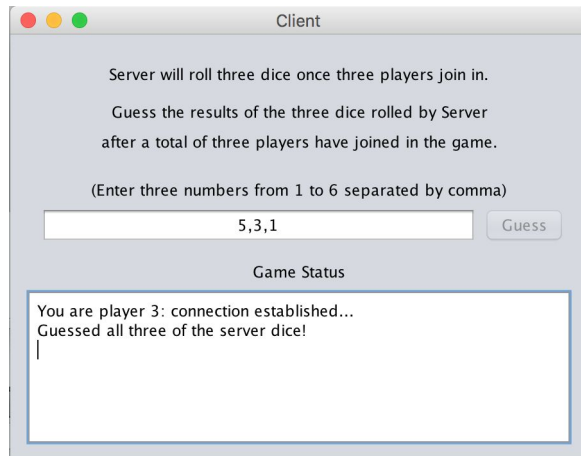 Client
Server will roll three dice once three players join in.
Guess the results of the three dice rolled by Server
after a total of three players have joined in the game.
(Enter three numbers from 1 to 6 separated by comma)
5,3,1
Guess
Game Status
You are player 3: connection established...
Guessed all three of the server dice!